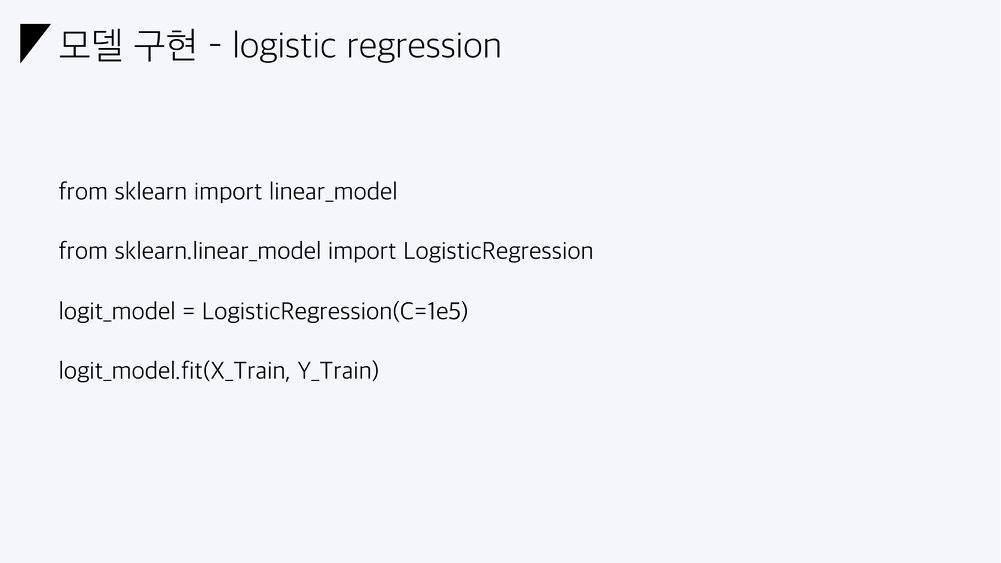 모델 구현 - logistic regression
from sklearn import linear_model
from sklearn.linear_model import LogisticRegression
logit_model = LogisticRegression(C=1e5)
logit_model.fit(X_Train, Y_Train)